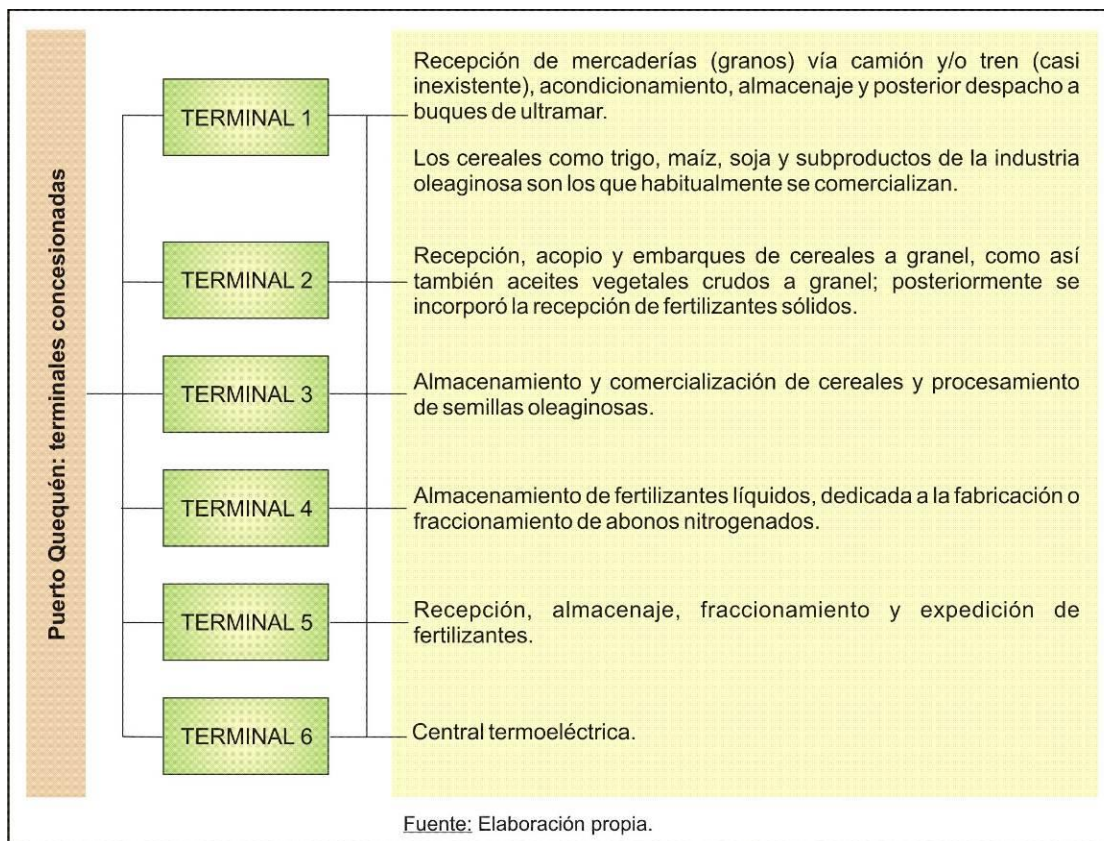 Puerto Quequén: terminales concesionadas
TERMINAL 1
Recepción de mercaderías (granos) vía camión y/o tren (casi
inexistente), acondicionamiento, almacenaje y posterior despacho a
buques de ultramar.
Los cereales como trigo, maíz, soja y subproductos de la industria
oleaginosa son los que habitualmente se comercializan.
TERMINAL 2
Recepción, acopio y embarques de cereales a granel, como así
también aceites vegetales crudos a granel; posteriormente se
incorporó la recepción de fertilizantes sólidos.
TERMINAL 3
Almacenamiento y comercialización de cereales y procesamiento
de semillas oleaginosas.
TERMINAL 4
Almacenamiento de fertilizantes líquidos, dedicada a la fabricación o
fraccionamiento de abonos nitrogenados.
TERMINAL 5
Recepción, almacenaje, fraccionamiento y expedición de
fertilizantes.
TERMINAL 6
Central termoeléctrica.
Fuente: Elaboración propia.